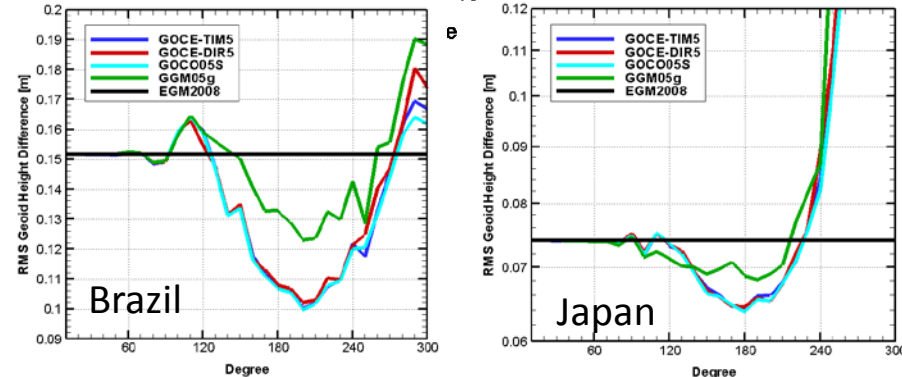 e
0.2
0.19
0.18
0.17
0.16
0.15
0.14
0.13
0.12
0.11
0.1
0.09
RMS Geoid Height Difference [m]
GOCE-TIM5
GOCE-DIR5
GOCO05S
GGM05g
EGM2008
Brazil
60
120
180
240
300
Degree
0.12
0.11
0.1
0.09
0.08
0.07
0.06
RMS Geoid Height Difference [m]
GOCE-TIM5
GOCE-DIR5
GOCO05S
GGM05g
EGM2008
Japan
60
120
180
240
300
Degree